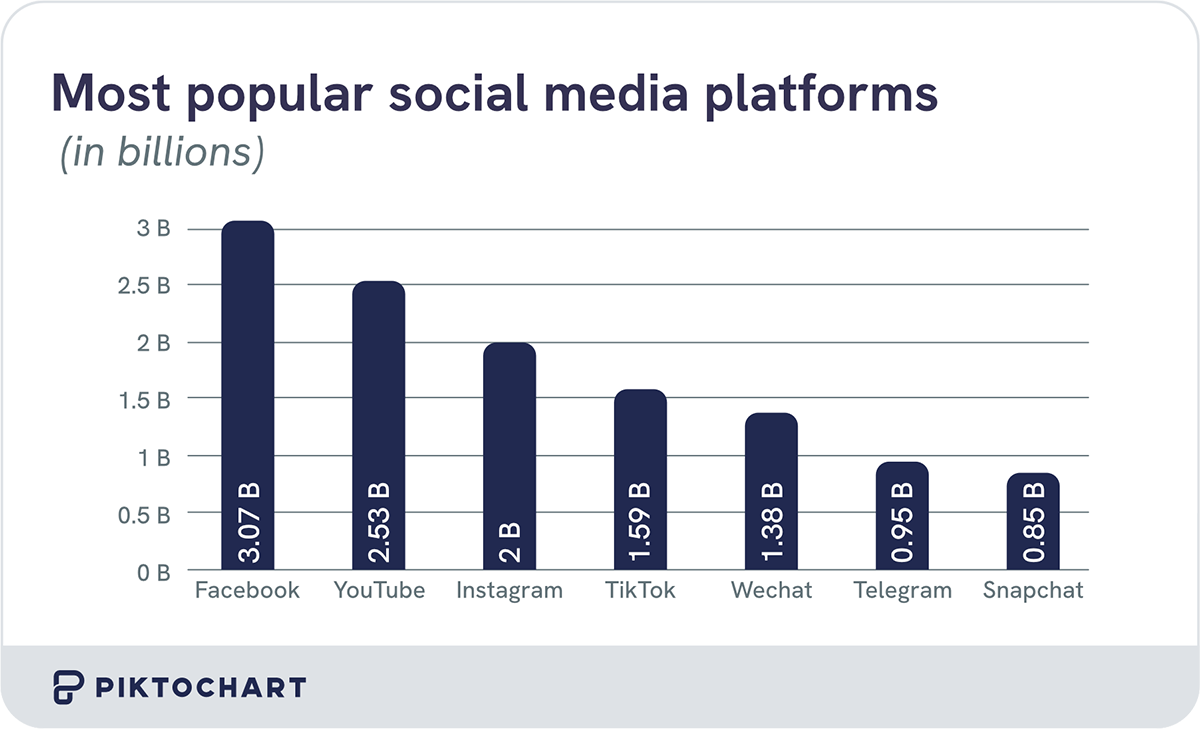 Most popular social media platforms
(in billions)
3 B
2.5 B
2 B
1.5 B
1 B
0.5 B
0 B
3.07 B
2.53 B
2 B
1.59 B
1.38 B
0.95 B
0.85 B
Facebook YouTube Instagram TikTok Wechat Telegram Snapchat
PIKTOCHART